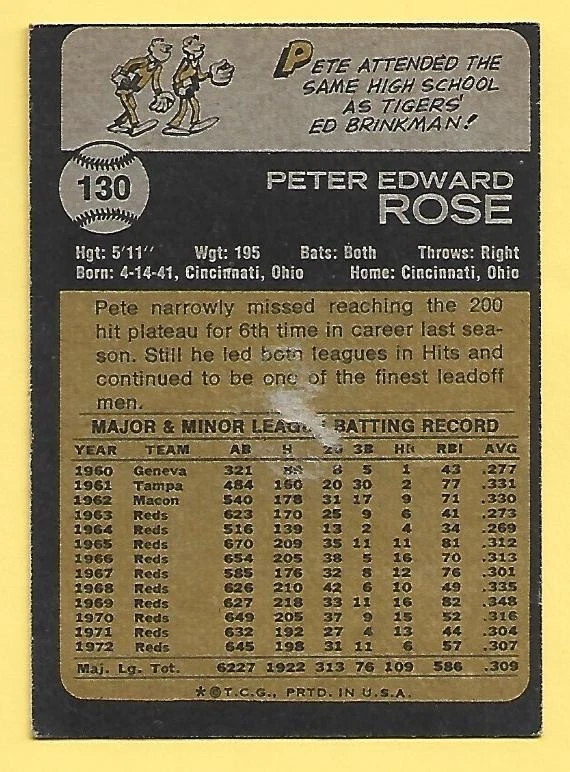 PETE ATTENDED THE
SAME HIGH SCHOOL
AS TIGERS'
ED BRINKMAN!
130
PETER EDWARD
ROSE
Hgt: 5'11" Wgt: 195 Bats: Both Throws: Right
Born: 4-14-41, Cincinnati, Ohio Home: Cincinnati, Ohio
Pete narrowly missed reaching the 200
hit plateau for 6th time in career last sea-
son. Still he led both leagues in Hits and
continued to be one of the finest leadoff
men.
MAJOR & MINOR LEAGUE BATTING RECORD
YEAR TEAM AB H 2B 3B HR RBI AVG
1960 Geneva 321 8 5 1 43 .277
1961 Tampa 484 160 20 30 2 77 .331
1962 Macon 540 178 31 17 9 71 .330
1963 Reds 623 170 25 9 6 41 .273
1964 Reds 516 139 13 2 4 34 .269
1965 Reds 670 209 35 11 11 81 .312
1966 Reds 654 205 38 5 16 70 .313
1967 Reds 585 176 32 8 12 76 .301
1968 Reds 626 210 42 6 10 49 .335
1969 Reds 627 218 33 11 16 82 .348
1970 Reds 649 205 37 9 15 52 .316
1971 Reds 632 192 27 4 13 44 .304
1972 Reds 645 198 31 11 6 57 .307
Maj. Lg. Tot. 6227 1922 313 76 109 586 .309
*©T.C.G., PRTD. IN U.S.A.